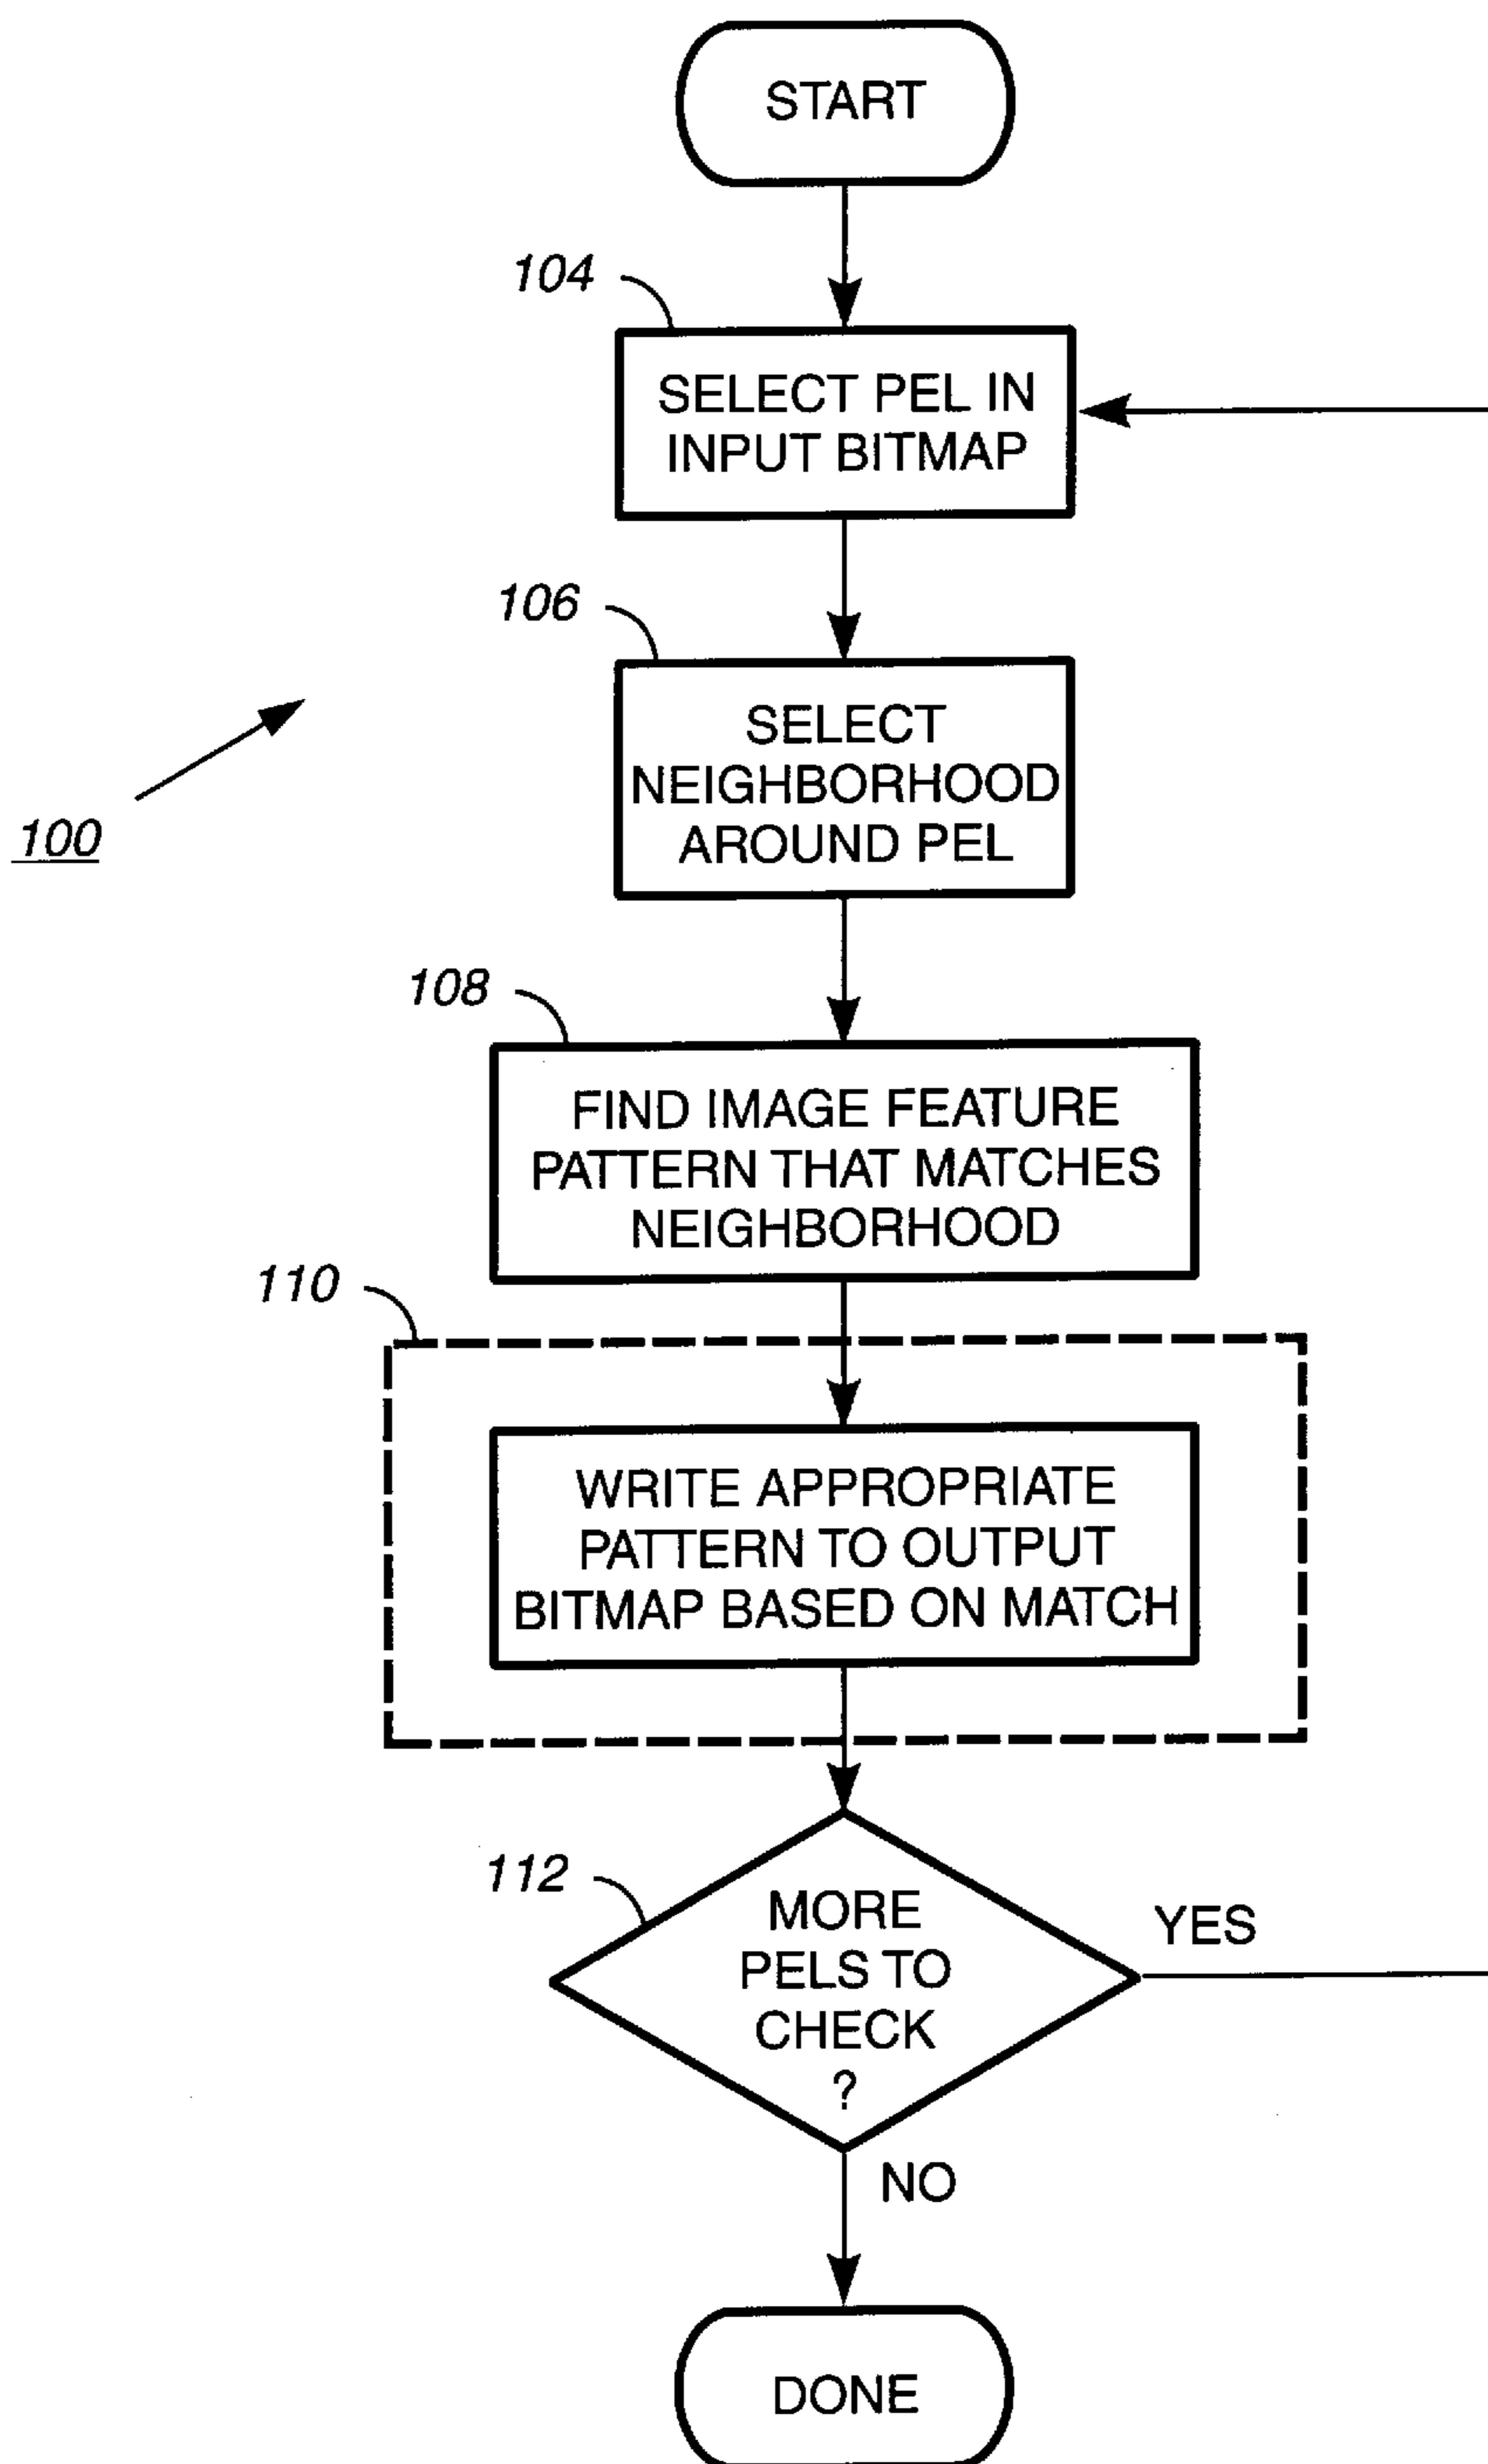 START
104
SELECT PEL IN
INPUT BITMAP
106
SELECT
NEIGHBORHOOD
AROUND PEL
100
108
FIND IMAGE FEATURE
PATTERN THAT MATCHES
NEIGHBORHOOD
110
WRITE APPROPRIATE
PATTERN TO OUTPUT
BITMAP BASED ON MATCH
112
MORE
PELS TO
CHECK
?
YES
NO
DONE